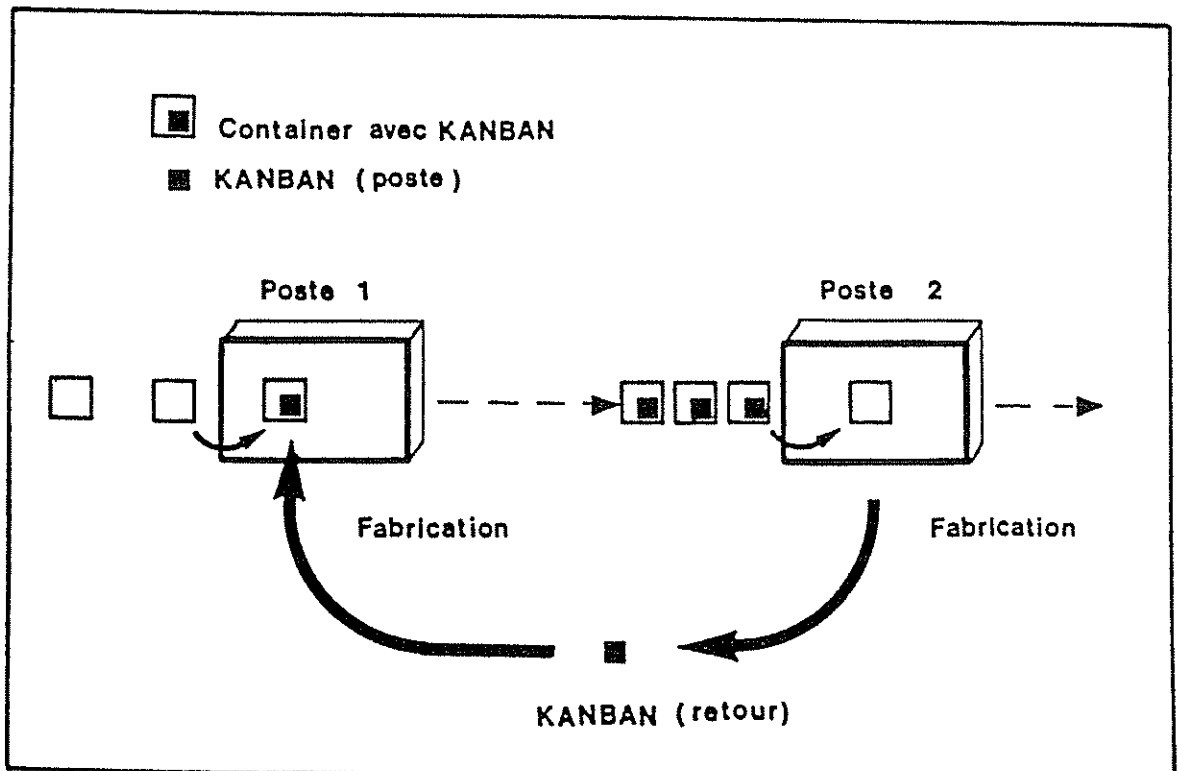 Container avec KANBAN
KANBAN (poste)
Poste 1
Poste 2
Fabrication
Fabrication
KANBAN (retour)